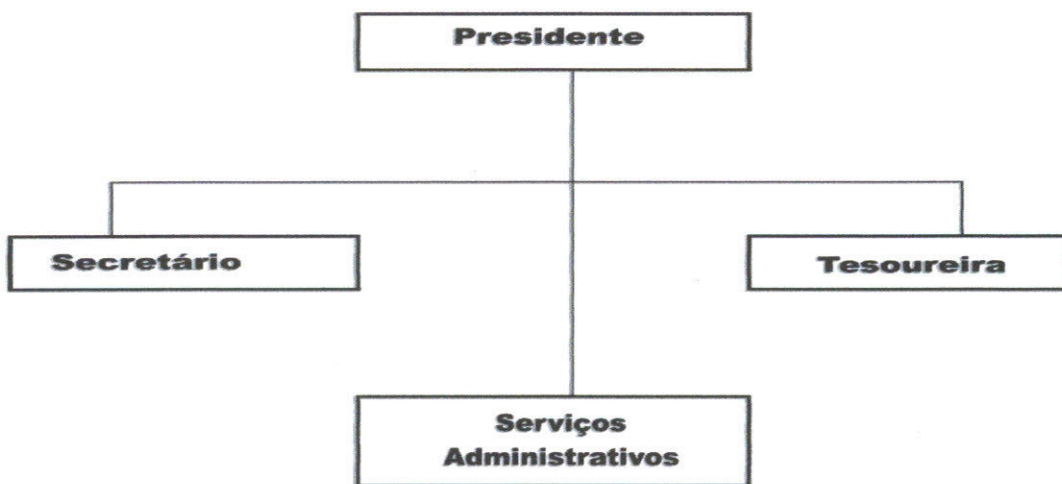 Presidente
Secretário
Tesoureira
Serviços
Administrativos